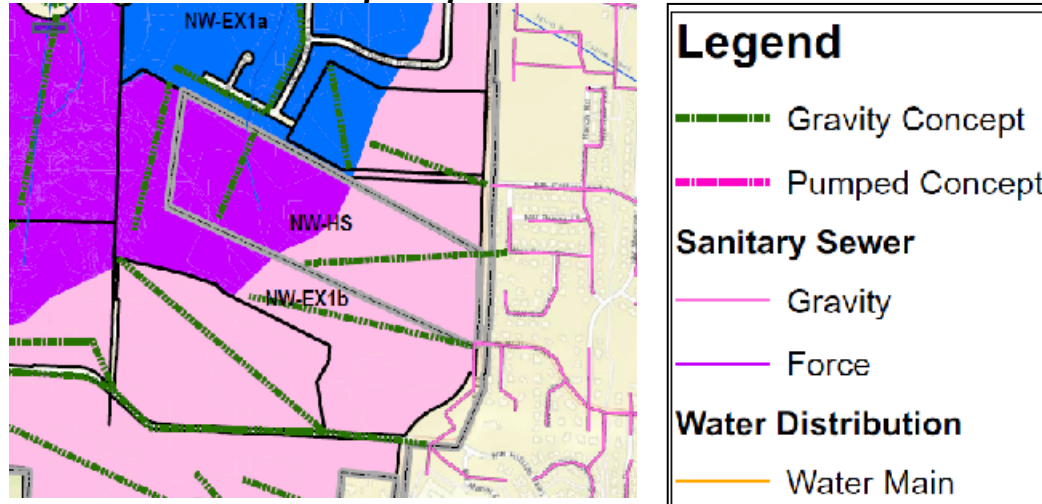 NW-EX1a
NW-HS
NW-EX1b
Legend
Gravity Concept
Pumped Concept
Sanitary Sewer
Gravity
Force
Water Distribution
Water Main